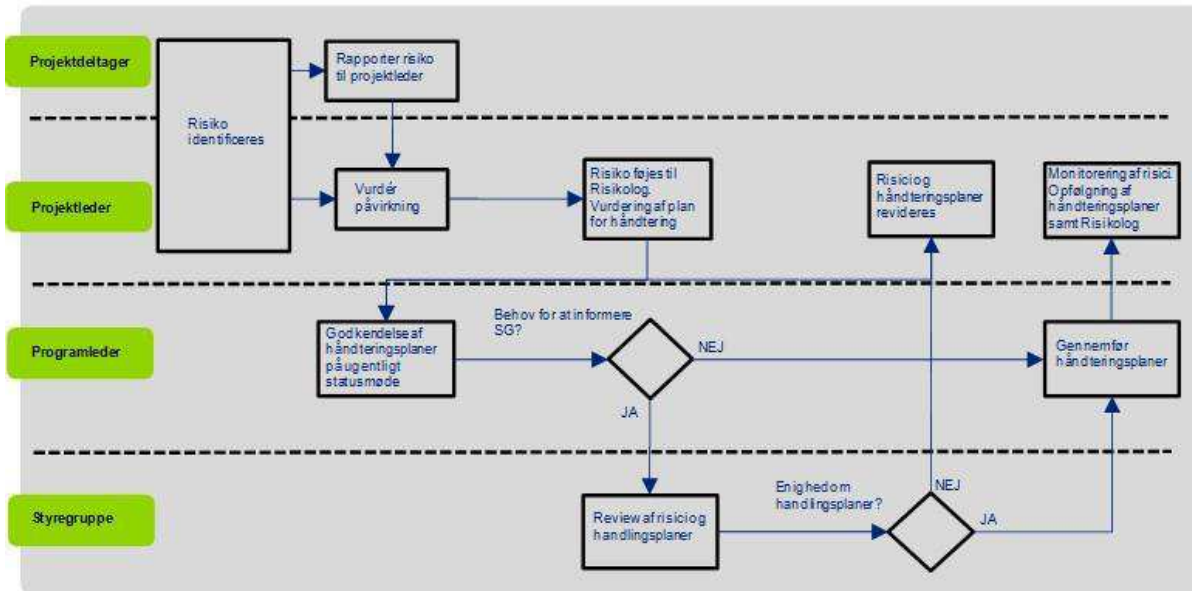 Projektdeltager
Risiko
identificeres
Rapporter risiko
til projektleder
Projektleder
Vurdér
påvirkning
Risiko føjes til
Risikolog.
Vurdering af plan
for håndtering
Risici og
håndteringsplaner
revideres
Monitorering af risici.
Opfølgning af
håndteringsplaner
samt Risikolog
Programleder
Godkendelse af
håndteringsplaner
på ugentligt
statusmøde
Behov for at informere
SG?
NEJ
JA
Gennemfør
håndteringsplaner
Styregruppe
Review af risici og
handlingsplaner
Enighed om
handlingsplaner?
NEJ
JA